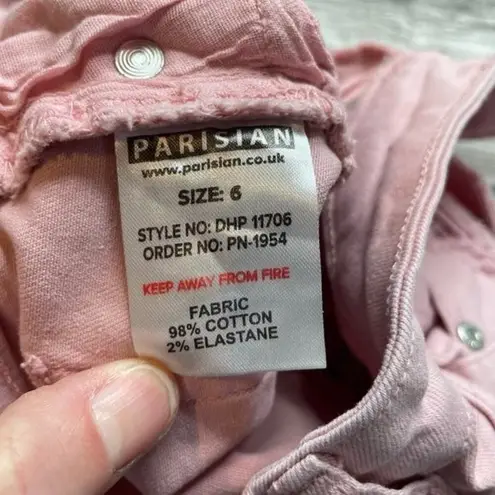 PARISIAN
www.parisian.co.uk
SIZE: 6
STYLE NO: DHP 11706
ORDER NO: PN-1954
KEEP AWAY FROM FIRE
FABRIC
98% COTTON
2% ELASTANE